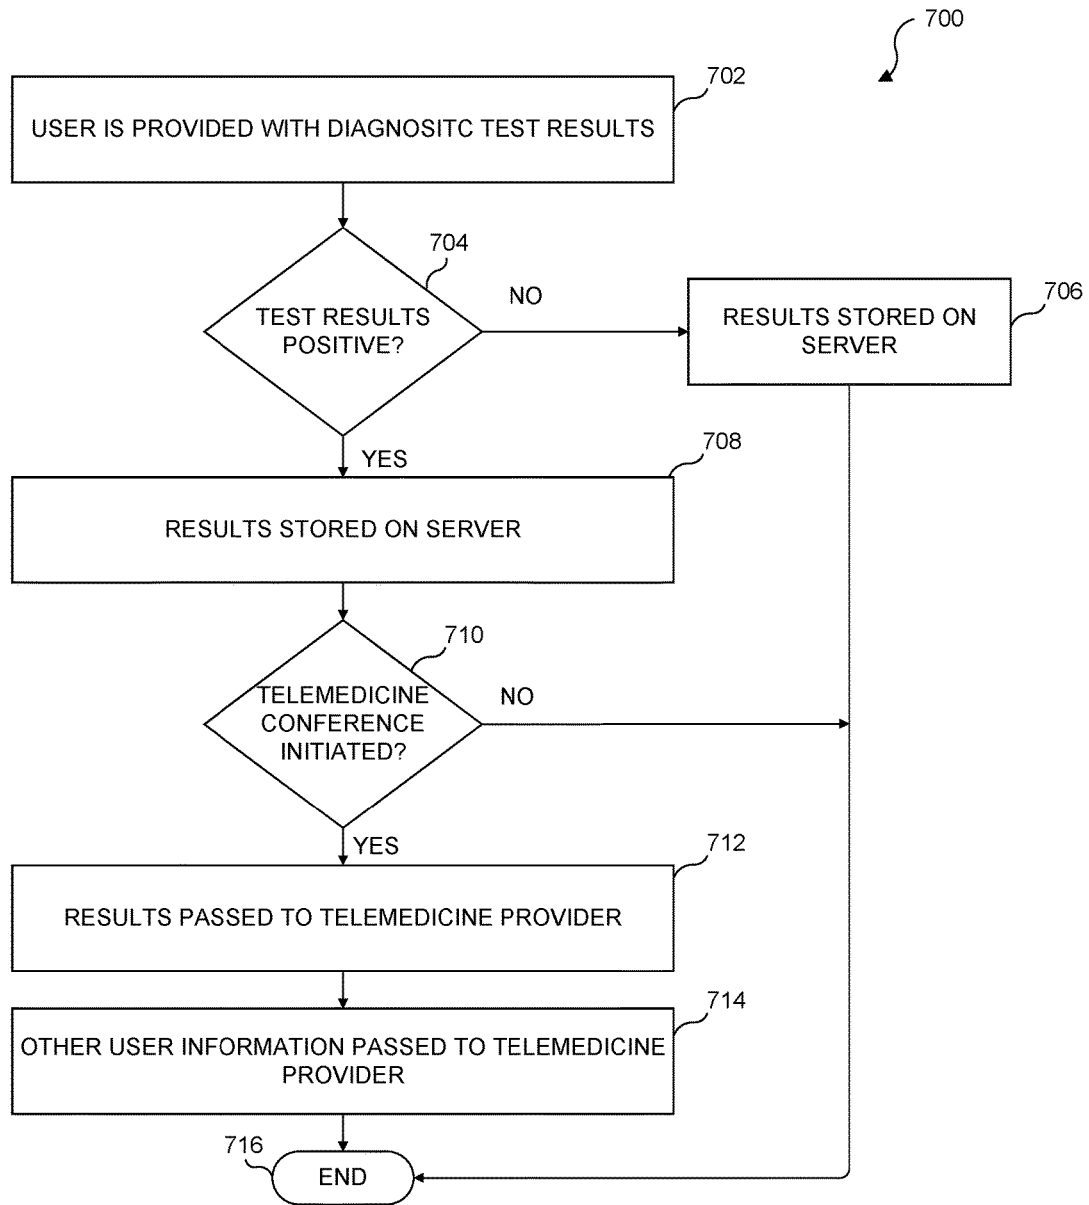 700
702
USER IS PROVIDED WITH DIAGNOSITC TEST RESULTS
704
TEST RESULTS
POSITIVE?
NO
706
RESULTS STORED ON
SERVER
YES
708
RESULTS STORED ON SERVER
710
TELEMEDICINE
CONFERENCE
INITIATED?
NO
YES
712
RESULTS PASSED TO TELEMEDICINE PROVIDER
714
OTHER USER INFORMATION PASSED TO TELEMEDICINE
PROVIDER
716
END